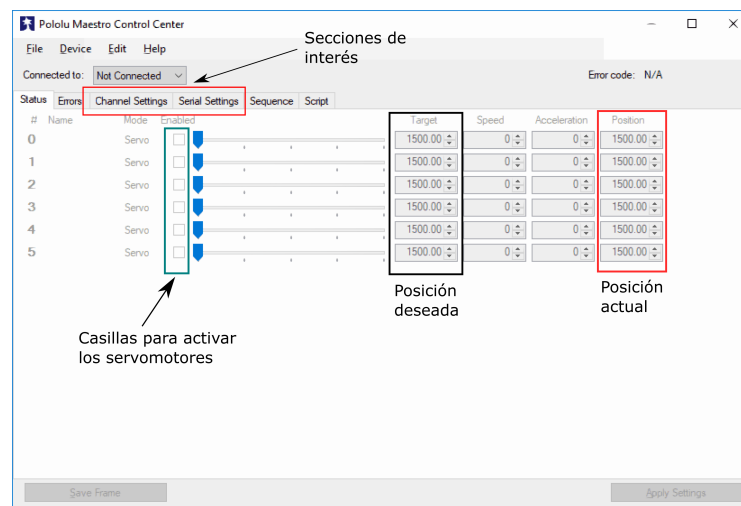 Pololu Maestro Control Center
Secciones de
interés
File Device Edit Help
Connected to: Not Connected Error code: N/A
Status Errors Channel Settings Serial Settings Sequence Script
# Name Mode Enabled Target Speed Acceleration Position
0 Servo 1500.00 0 0 1500.00
1 Servo 1500.00 0 0 1500.00
2 Servo 1500.00 0 0 1500.00
3 Servo 1500.00 0 0 1500.00
4 Servo 1500.00 0 0 1500.00
5 Servo 1500.00 0 0 1500.00
Posición
deseada
Posición
actual
Casillas para activar
los servomotores
Save Frame Apply Settings